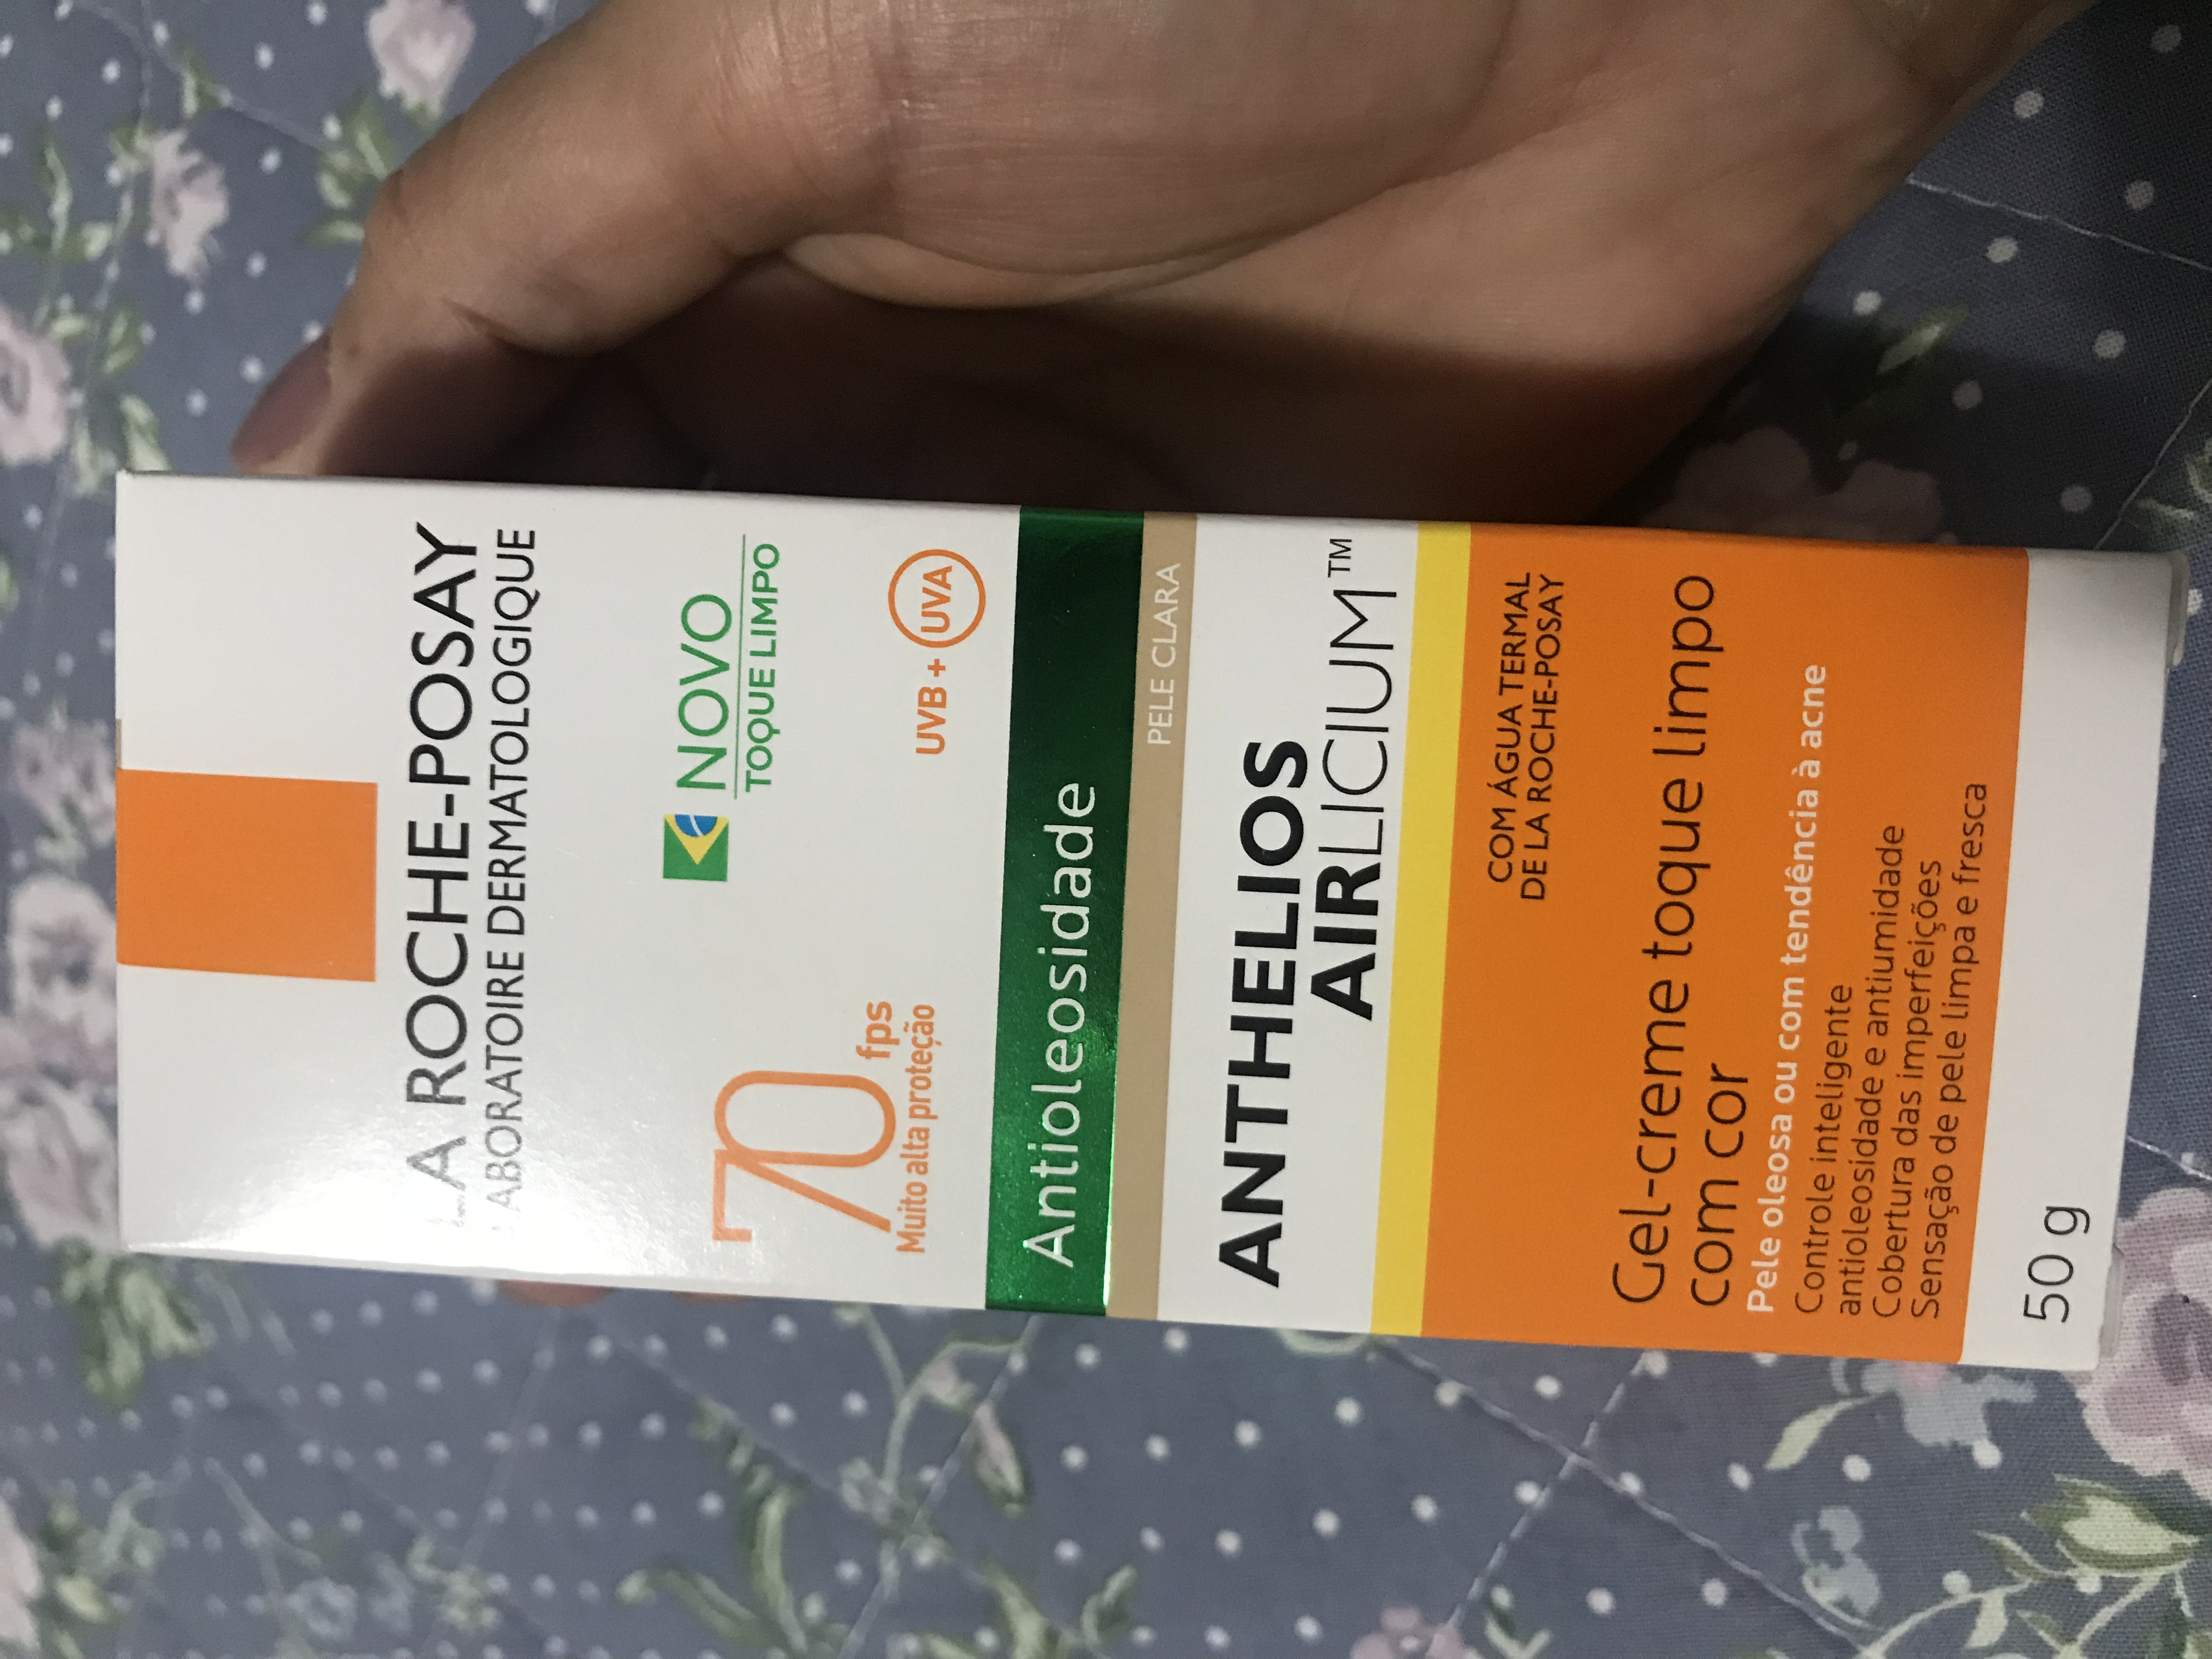 LA ROCHE-POSAY
LABORATOIRE DERMATOLOGIQUE
NOVO
TOQUE LIMPO
70 fps
Muito alta proteção
UVB + UVA
Antioleosidade
PELE CLARA
ANTHELIOS
AIRLICIUM™
COM ÁGUA TERMAL
DE LA ROCHE-POSAY
Gel-creme toque limpo
com cor
Pele oleosa ou com tendência à acne
Controle inteligente
antioleosidade e antiumidade
Cobertura das imperfeições
Sensação de pele limpa e fresca
50 g